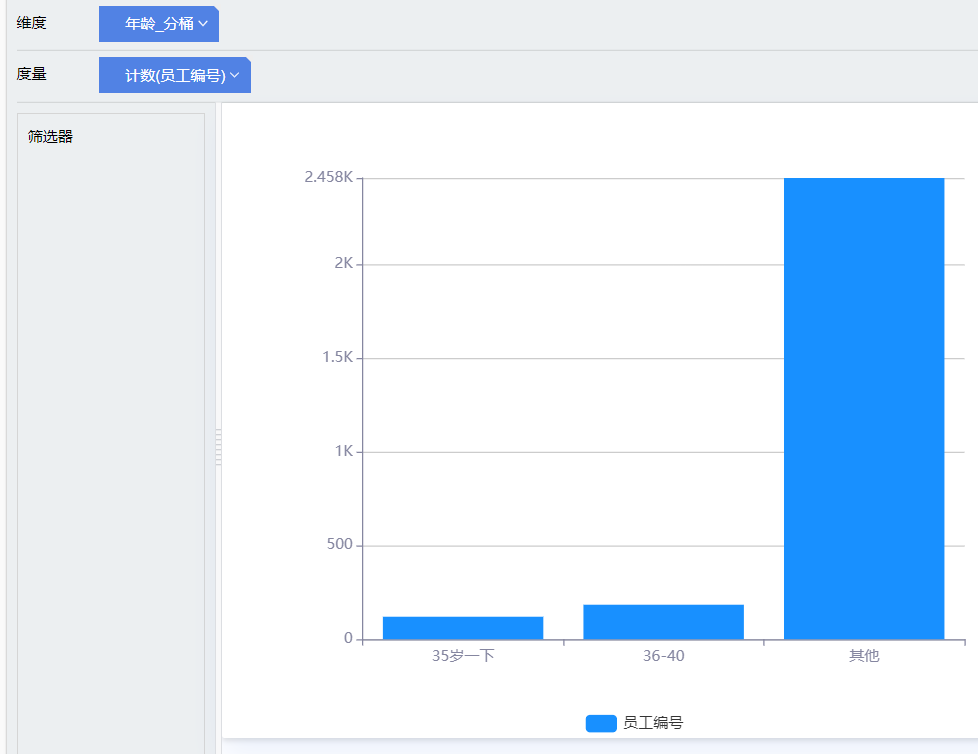 维度
年龄_分桶
度量
计数(员工编号)
筛选器
2.458K
2K
1.5K
1K
500
0
35岁一下
36-40
其他
员工编号